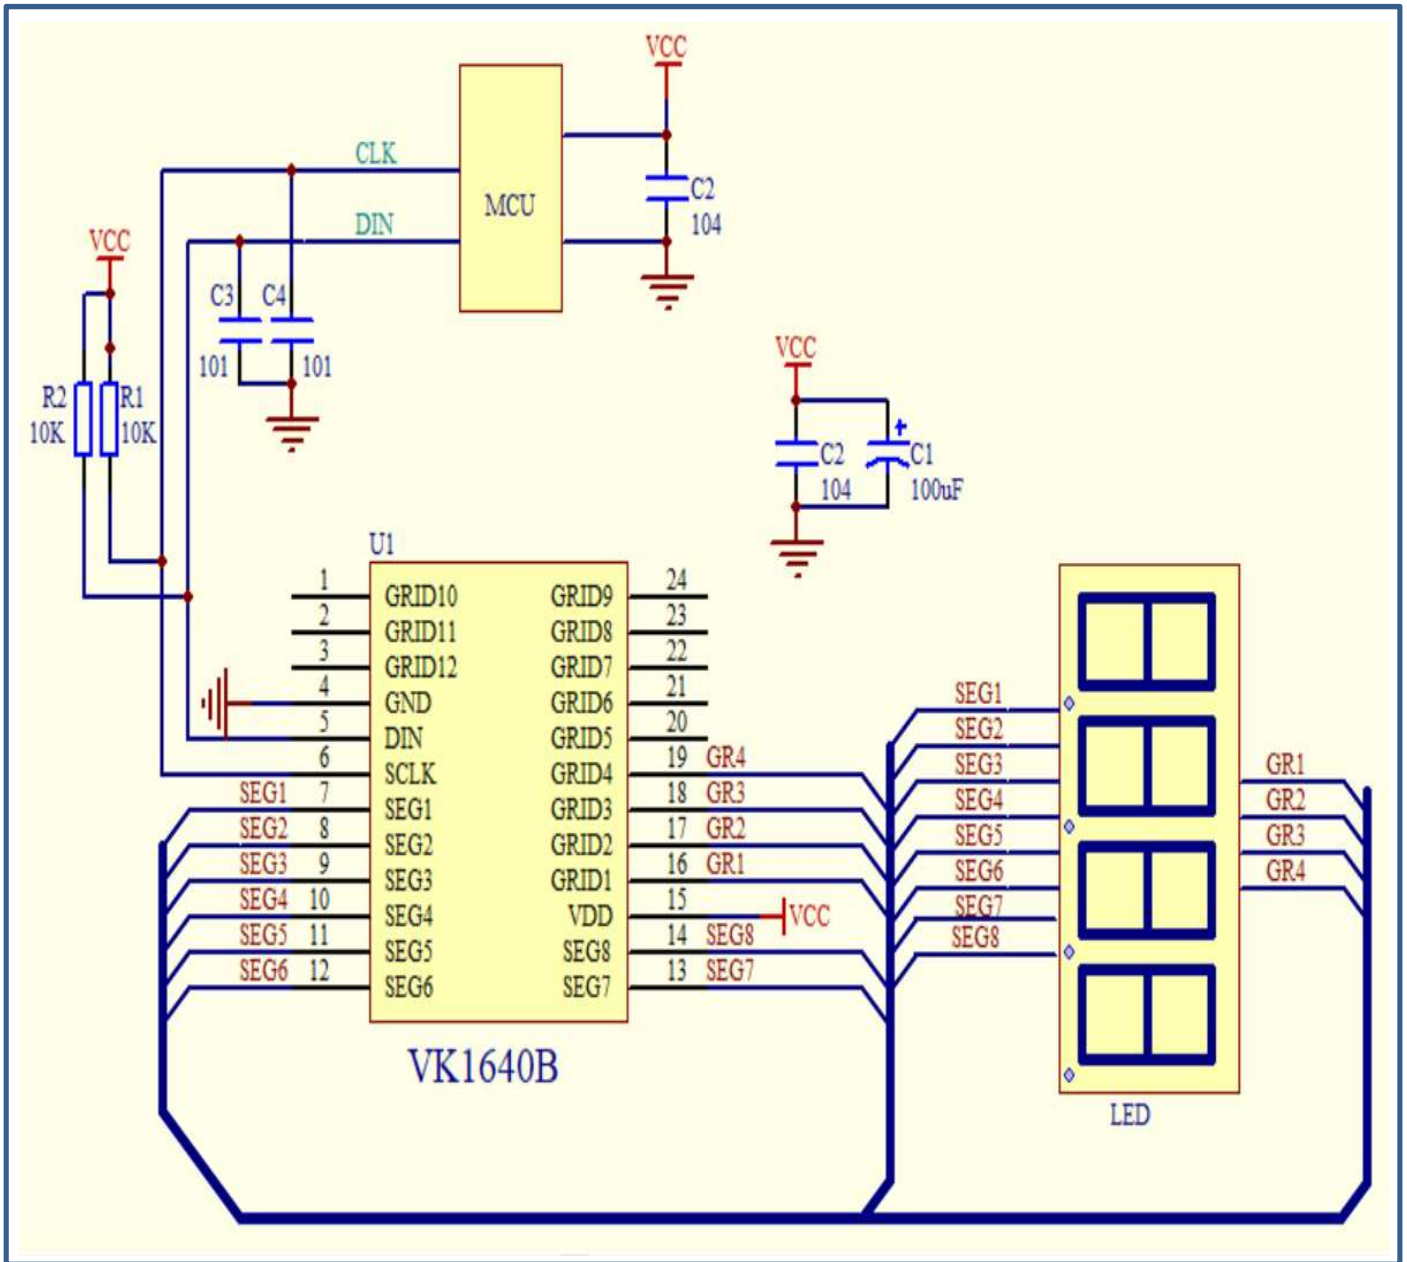 VCC
CLK
MCU
C2
104
DIN
VCC
C3 C4
101 101
R2 R1
10K 10K
VCC
C2 C1
104 100uF
U1
1 GRID10 GRID9 24
2 GRID11 GRID8 23
3 GRID12 GRID7 22
4 GND GRID6 21
5 DIN GRID5 20
6 SCLK GRID4 19 GR4
SEG1 7 SEG1 GRID3 18 GR3
SEG2 8 SEG2 GRID2 17 GR2
SEG3 9 SEG3 GRID1 16 GR1
SEG4 10 SEG4 VDD 15 VCC
SEG5 11 SEG5 SEG8 14 SEG8
SEG6 12 SEG6 SEG7 13 SEG7
VK1640B
SEG1
SEG2
SEG3
SEG4
SEG5
SEG6
SEG7
SEG8
GR1
GR2
GR3
GR4
LED